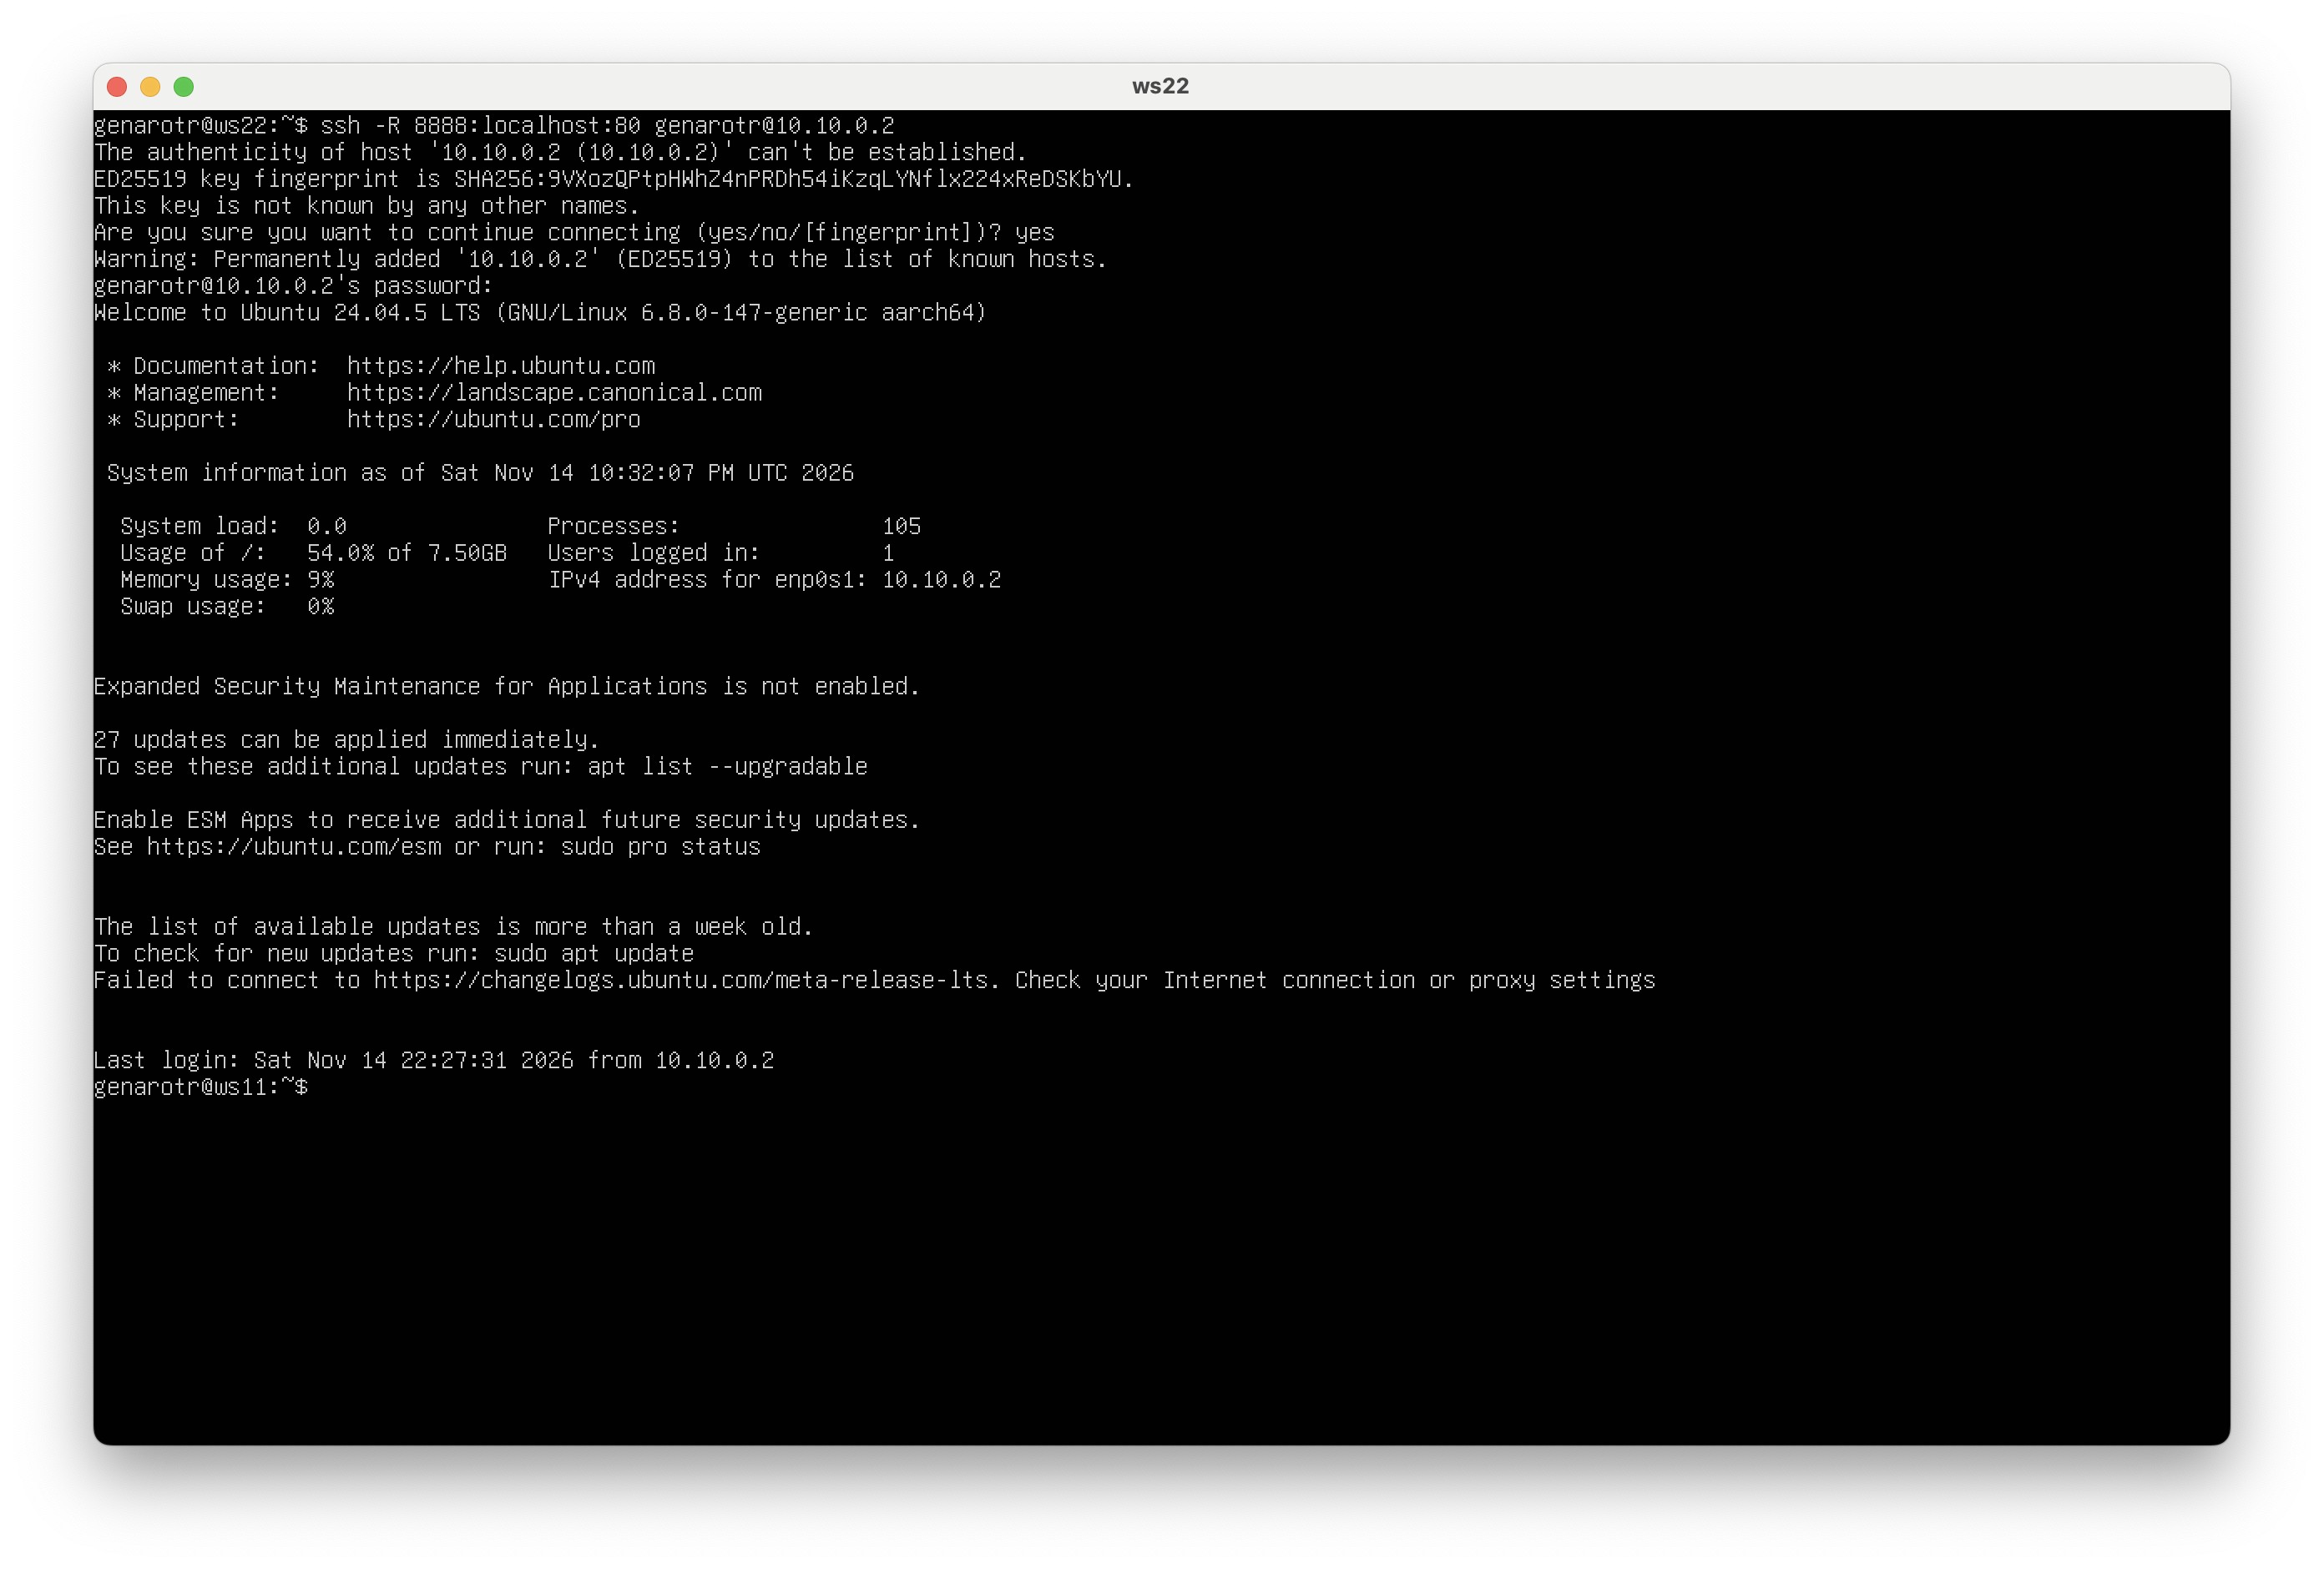 ws22
genarotr@ws22:~$ ssh -R 8888:localhost:80 genarotr@10.10.0.2
The authenticity of host '10.10.0.2 (10.10.0.2)' can't be established.
ED25519 key fingerprint is SHA256:9VXozQPtpHWhZ4nPRDh54iKzqLYNflx224xReDSKbYU.
This key is not known by any other names.
Are you sure you want to continue connecting (yes/no/[fingerprint])? yes
Warning: Permanently added '10.10.0.2' (ED25519) to the list of known hosts.
genarotr@10.10.0.2's password:
Welcome to Ubuntu 24.04.5 LTS (GNU/Linux 6.8.0-147-generic aarch64)
 * Documentation:  https://help.ubuntu.com
 * Management:     https://landscape.canonical.com
 * Support:        https://ubuntu.com/pro
 System information as of Sat Nov 14 10:32:07 PM UTC 2026
  System load:  0.0               Processes:               105
  Usage of /:   54.0% of 7.50GB   Users logged in:         1
  Memory usage: 9%                IPv4 address for enp0s1: 10.10.0.2
  Swap usage:   0%
Expanded Security Maintenance for Applications is not enabled.
27 updates can be applied immediately.
To see these additional updates run: apt list --upgradable
Enable ESM Apps to receive additional future security updates.
See https://ubuntu.com/esm or run: sudo pro status
The list of available updates is more than a week old.
To check for new updates run: sudo apt update
Failed to connect to https://changelogs.ubuntu.com/meta-release-lts. Check your Internet connection or proxy settings
Last login: Sat Nov 14 22:27:31 2026 from 10.10.0.2
genarotr@ws11:~$